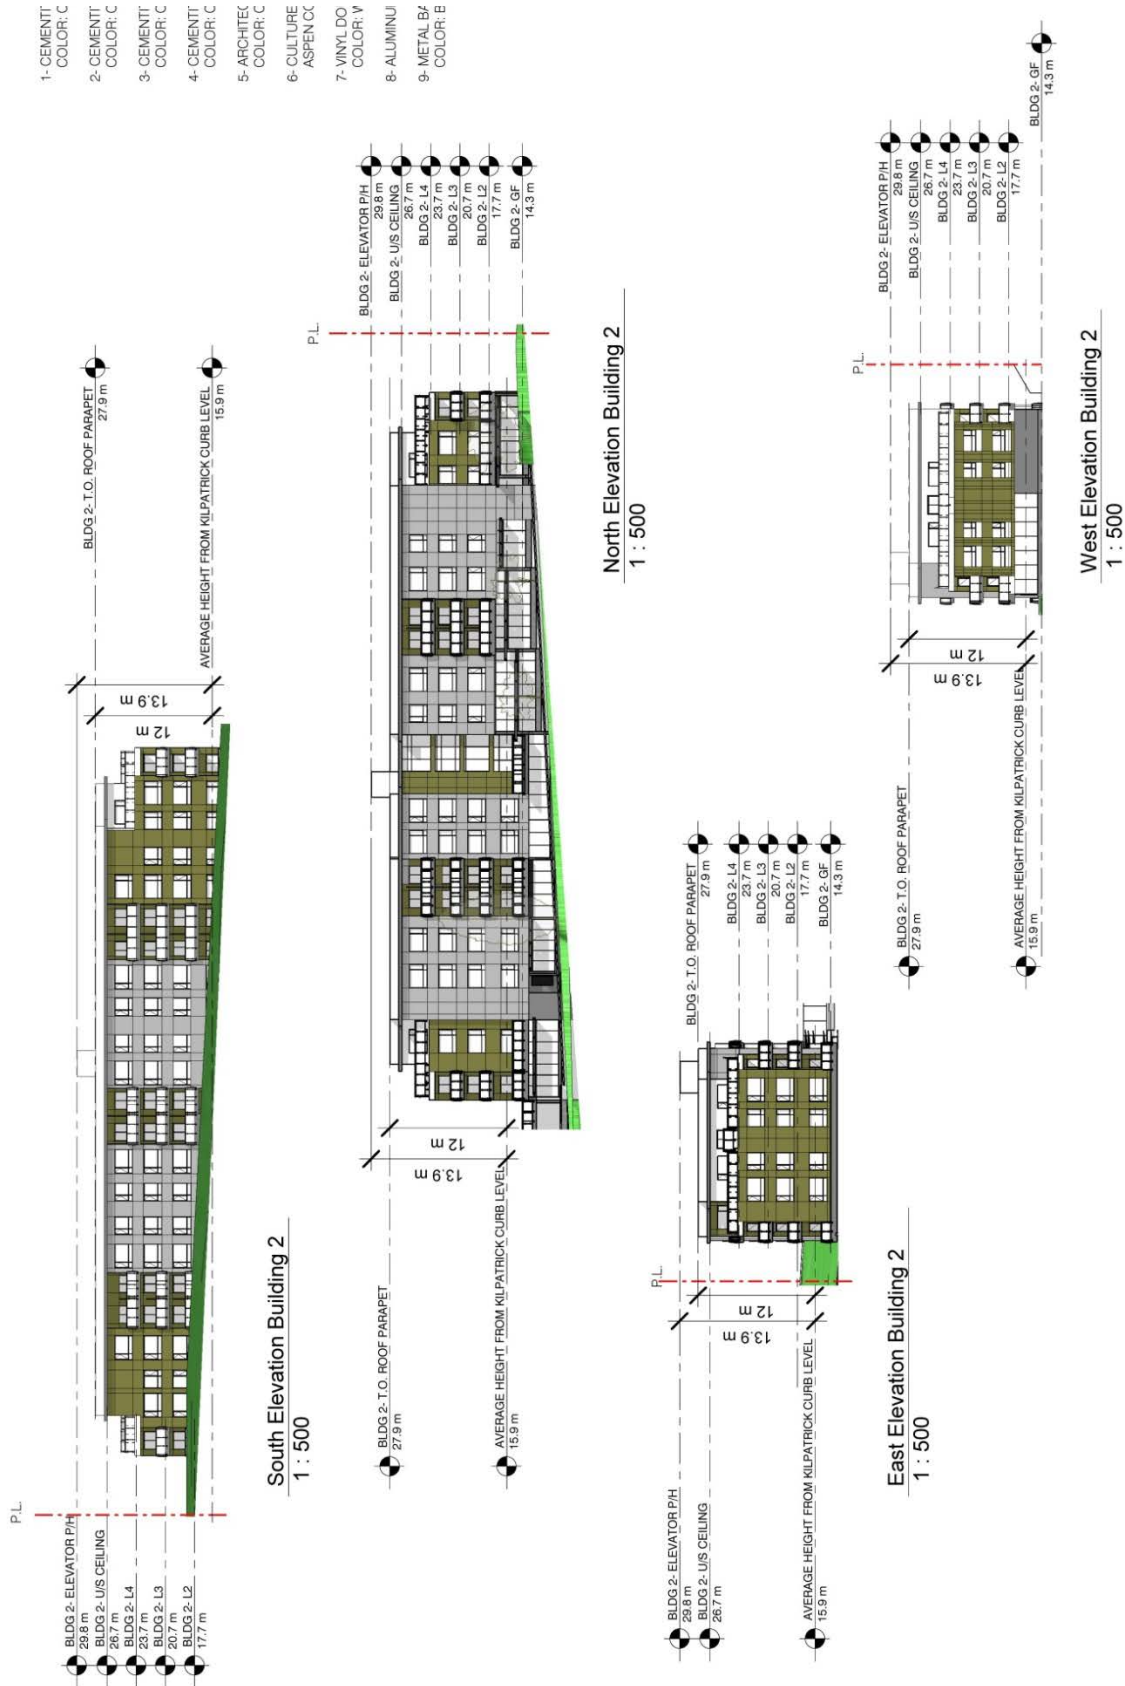 1- CEMENTIT
COLOR: C
2- CEMENTIT
COLOR: C
3- CEMENTIT
COLOR: C
4- CEMENTIT
COLOR: C
5- ARCHITEC
COLOR: C
6- CULTURE
ASPEN CO
7- VINYL DO
COLOR: W
8- ALUMINUI
9- METAL BA
COLOR: B
P.L.
BLDG 2- ELEVATOR P/H
29.8 m
BLDG 2- U/S CEILING
26.7 m
BLDG 2- L4
23.7 m
BLDG 2- L3
20.7 m
BLDG 2- L2
17.7 m
BLDG 2- T.O. ROOF PARAPET
27.9 m
AVERAGE HEIGHT FROM KILPATRICK CURB LEVEL
15.9 m
13.9 m
12 m
South Elevation Building 2
1 : 500
BLDG 2- T.O. ROOF PARAPET
27.9 m
AVERAGE HEIGHT FROM KILPATRICK CURB LEVEL
15.9 m
13.9 m
12 m
P.L.
BLDG 2- ELEVATOR P/H
29.8 m
BLDG 2- U/S CEILING
26.7 m
BLDG 2- L4
23.7 m
BLDG 2- L3
20.7 m
BLDG 2- L2
17.7 m
BLDG 2- GF
14.3 m
North Elevation Building 2
1 : 500
BLDG 2- ELEVATOR P/H
29.8 m
BLDG 2- U/S CEILING
26.7 m
AVERAGE HEIGHT FROM KILPATRICK CURB LEVEL
15.9 m
P.L.
13.9 m
12 m
BLDG 2- T.O. ROOF PARAPET
27.9 m
BLDG 2- L4
23.7 m
BLDG 2- L3
20.7 m
BLDG 2- L2
17.7 m
BLDG 2- GF
14.3 m
East Elevation Building 2
1 : 500
BLDG 2- T.O. ROOF PARAPET
27.9 m
AVERAGE HEIGHT FROM KILPATRICK CURB LEVEL
15.9 m
13.9 m
12 m
P.L.
BLDG 2- ELEVATOR P/H
29.8 m
BLDG 2- U/S CEILING
26.7 m
BLDG 2- L4
23.7 m
BLDG 2- L3
20.7 m
BLDG 2- L2
17.7 m
BLDG 2- GF
14.3 m
West Elevation Building 2
1 : 500